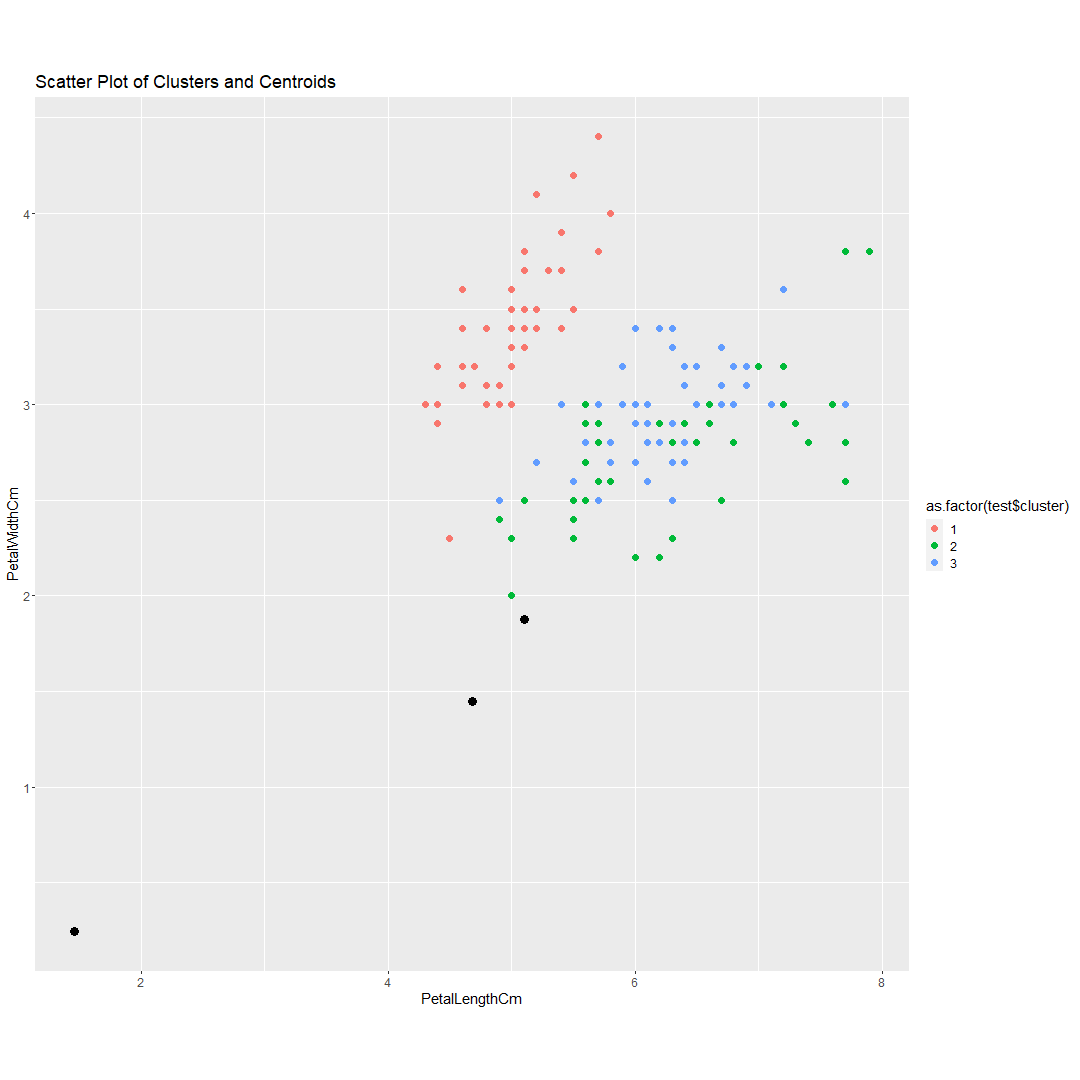 Scatter Plot of Clusters and Centroids
4
3
2
1
PetalWidthCm
2
4
6
8
PetalLengthCm
as.factor(test$cluster)
1
2
3